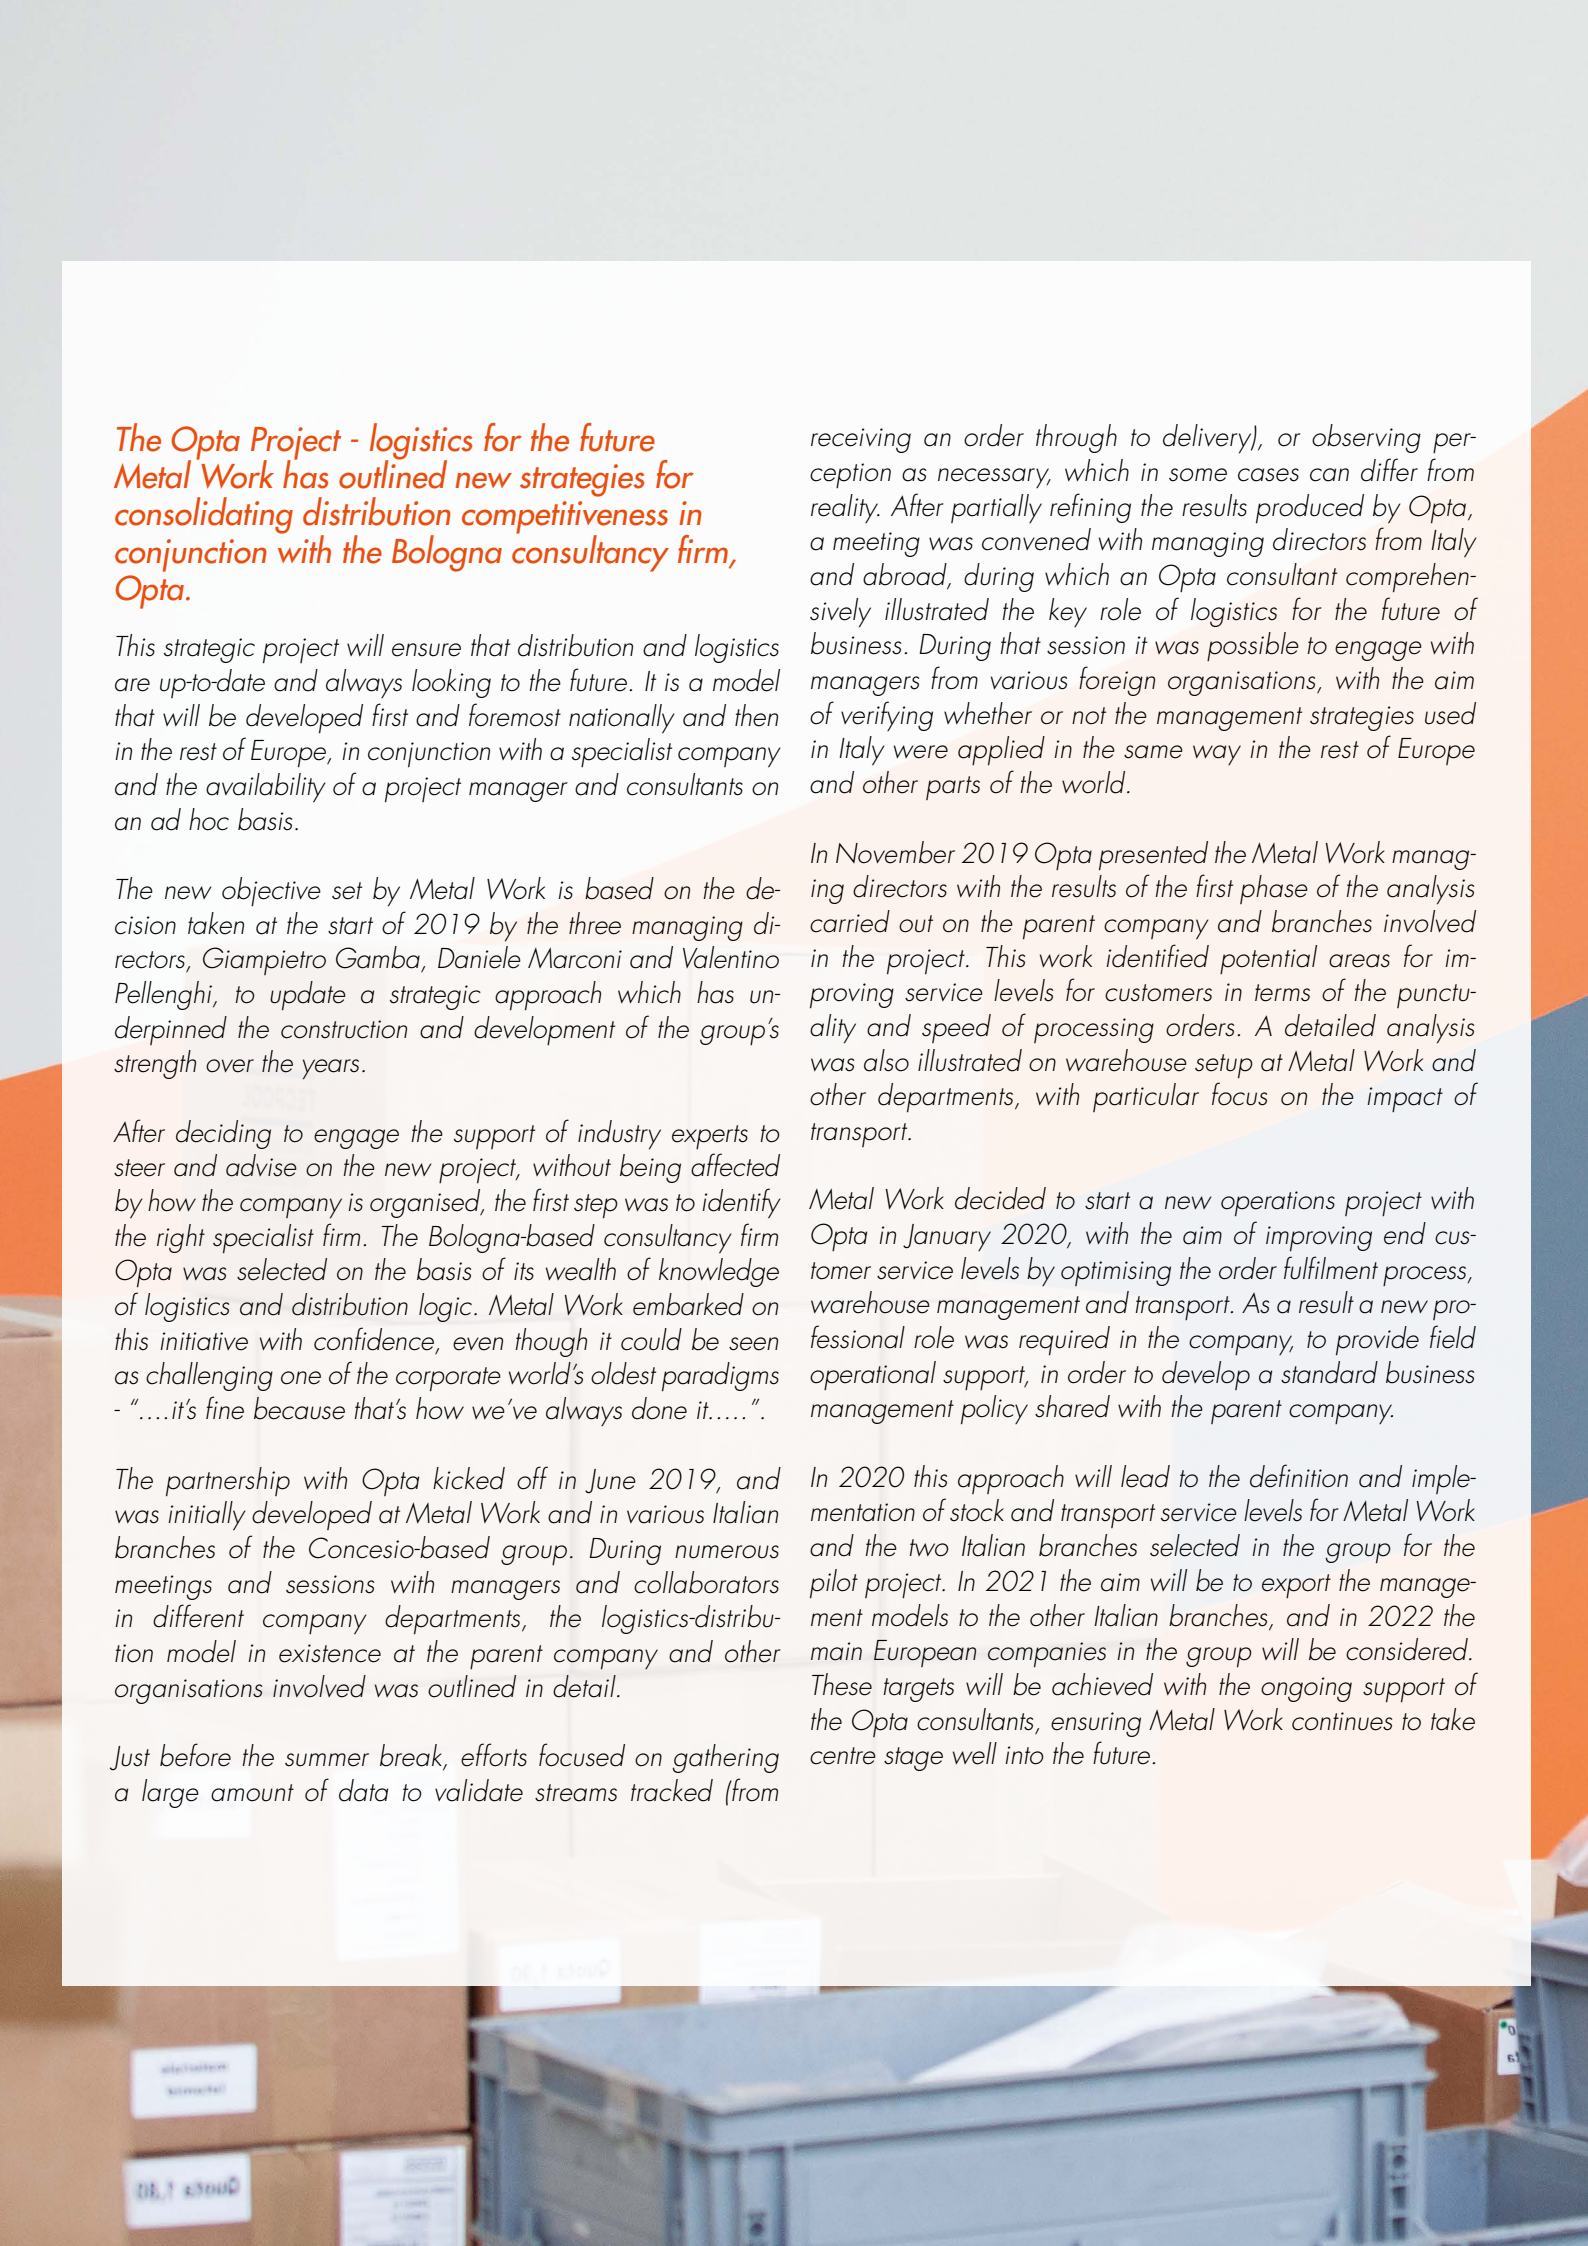 The Opta Project - logistics for the future
Metal Work has outlined new strategies for
consolidating distribution competitiveness in
conjunction with the Bologna consultancy firm,
Opta.
This strategic project will ensure that distribution and logistics
are up-to-date and always looking to the future. It is a model
that will be developed first and foremost nationally and then
in the rest of Europe, in conjunction with a specialist company
and the availability of a project manager and consultants on
an ad hoc basis.
The new objective set by Metal Work is based on the de-
cision taken at the start of 2019 by the three managing di-
rectors, Giampietro Gamba, Daniele Marconi and Valentino
Pellenghi, to update a strategic approach which has un-
derpinned the construction and development of the group's
strength over the years.
After deciding to engage the support of industry experts to
steer and advise on the new project, without being affected
by how the company is organised, the first step was to identify
the right specialist firm. The Bologna-based consultancy firm
Opta was selected on the basis of its wealth of knowledge
of logistics and distribution logic. Metal Work embarked on
this initiative with confidence, even though it could be seen
as challenging one of the corporate world's oldest paradigms
- “....it's fine because that's how we've always done it.....”.
The partnership with Opta kicked off in June 2019, and
was initially developed at Metal Work and in various Italian
branches of the Concesio-based group. During numerous
meetings and sessions with managers and collaborators
in different company departments, the logistics-distribu-
tion model in existence at the parent company and other
organisations involved was outlined in detail.
Just before the summer break, efforts focused on gathering
a large amount of data to validate streams tracked (from
receiving an order through to delivery), or observing per-
ception as necessary, which in some cases can differ from
reality. After partially refining the results produced by Opta,
a meeting was convened with managing directors from Italy
and abroad, during which an Opta consultant comprehen-
sively illustrated the key role of logistics for the future of
business. During that session it was possible to engage with
managers from various foreign organisations, with the aim
of verifying whether or not the management strategies used
in Italy were applied in the same way in the rest of Europe
and other parts of the world.
In November 2019 Opta presented the Metal Work manag-
ing directors with the results of the first phase of the analysis
carried out on the parent company and branches involved
in the project. This work identified potential areas for im-
proving service levels for customers in terms of the punctu-
ality and speed of processing orders. A detailed analysis
was also illustrated on warehouse setup at Metal Work and
other departments, with particular focus on the impact of
transport.
Metal Work decided to start a new operations project with
Opta in January 2020, with the aim of improving end cus-
tomer service levels by optimising the order fulfilment process,
warehouse management and transport. As a result a new pro-
fessional role was required in the company, to provide field
operational support, in order to develop a standard business
management policy shared with the parent company.
In 2020 this approach will lead to the definition and imple-
mentation of stock and transport service levels for Metal Work
and the two Italian branches selected in the group for the
pilot project. In 2021 the aim will be to export the manage-
ment models to the other Italian branches, and in 2022 the
main European companies in the group will be considered.
These targets will be achieved with the ongoing support of
the Opta consultants, ensuring Metal Work continues to take
centre stage well into the future.
Quota 1,90
materiale
Quota 1,80